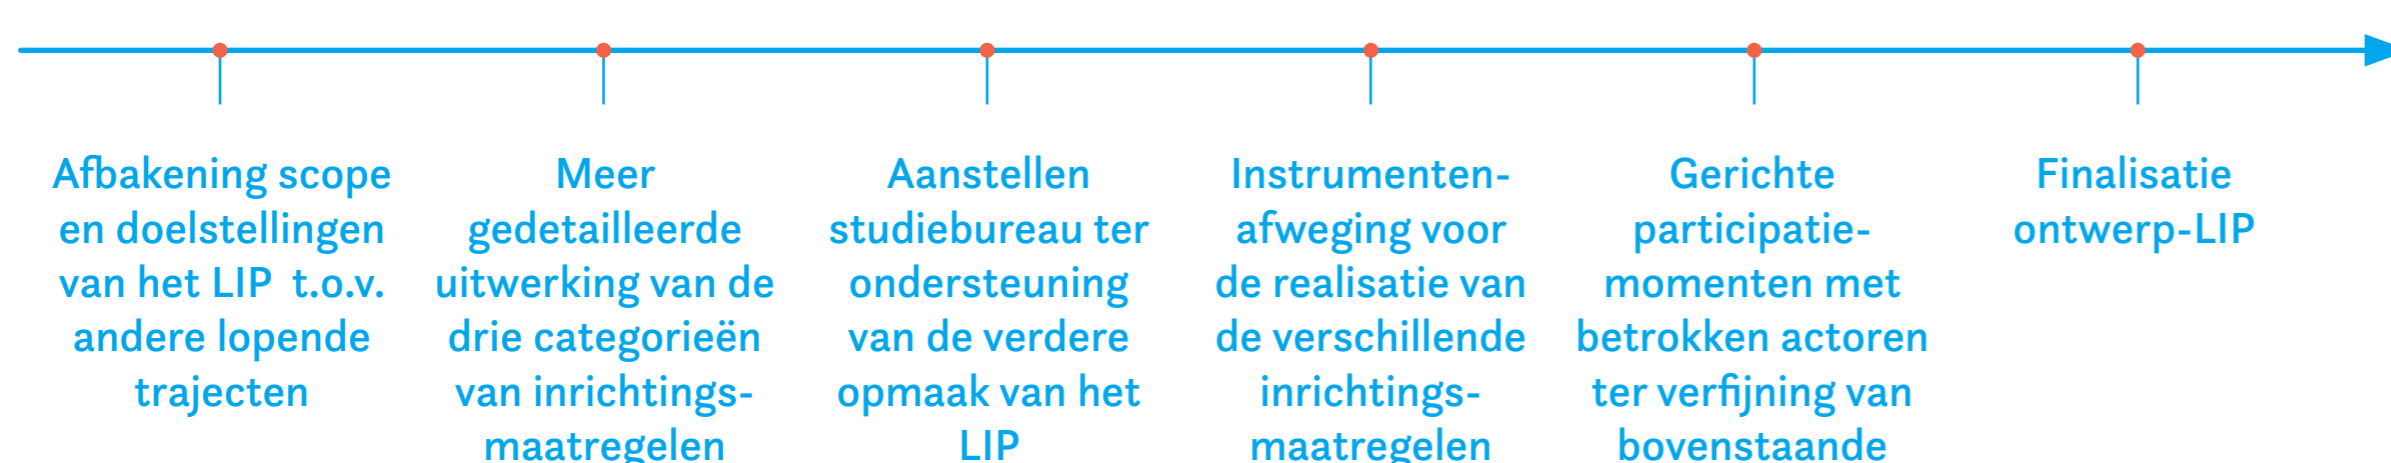 Afbakening scope
en doelstellingen
van het LIP  t.o.v.
andere lopende
trajecten
Meer
gedetailleerde
uitwerking van de
drie categorieën
van inrichtings-
maatregelen
Aanstellen
studiebureau ter
ondersteuning
van de verdere
opmaak van het
LIP
Instrumenten-
afweging voor
de realisatie van
de verschillende
inrichtings-
maatregelen
Gerichte
participatie-
momenten met
betrokken actoren
ter verfijning van
bovenstaande
Finalisatie
ontwerp-LIP